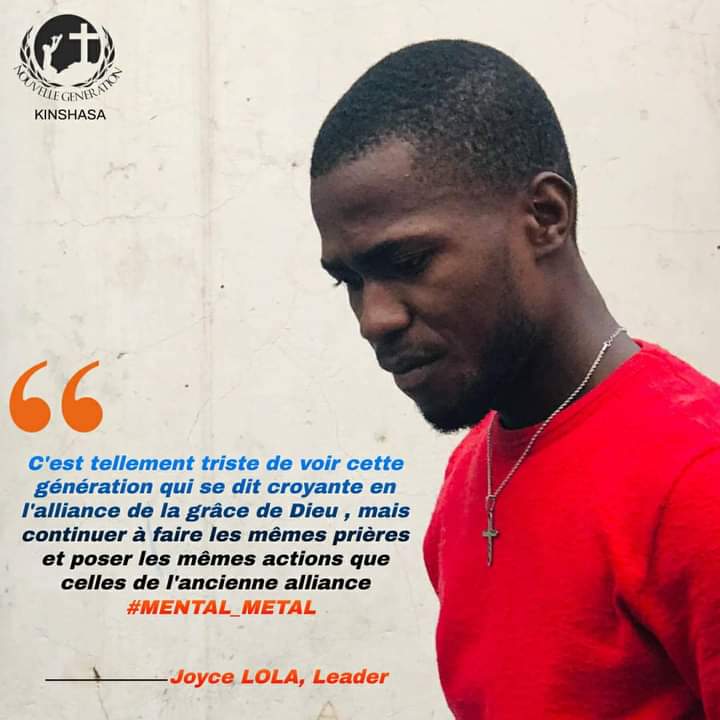 NOUVELLE GENERATION
KINSHASA
C'est tellement triste de voir cette
génération qui se dit croyante en
l'alliance de la grâce de Dieu , mais
continuer à faire les mêmes prières
et poser les mêmes actions que
celles de l'ancienne alliance
#MENTAL_METAL
Joyce LOLA, Leader